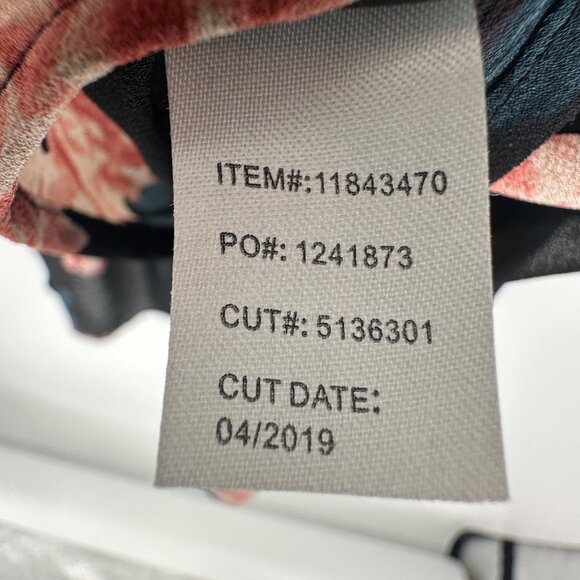 ITEM#:11843470
PO#: 1241873
CUT#: 5136301
CUT DATE:
04/2019